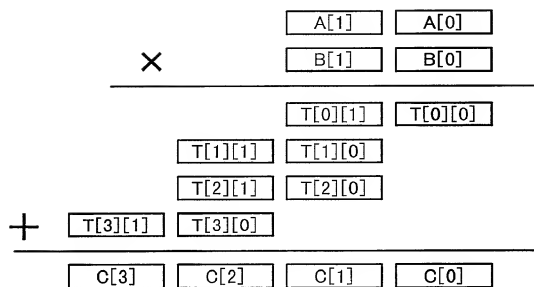 A[1] A[0]
× B[1] B[0]
T[0][1] T[0][0]
T[1][1] T[1][0]
T[2][1] T[2][0]
+ T[3][1] T[3][0]
C[3] C[2] C[1] C[0]